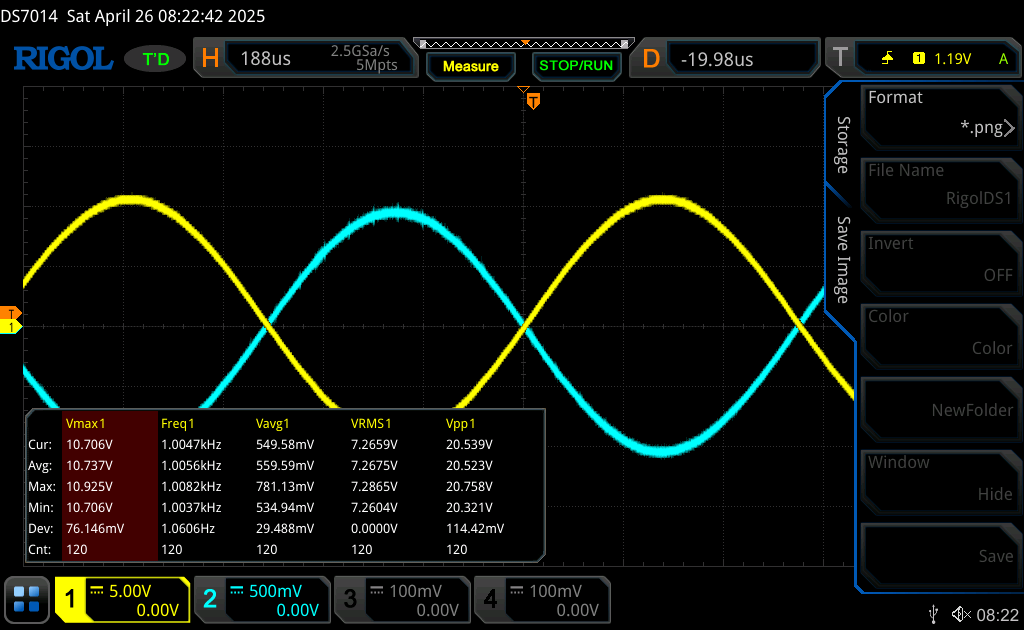 DS7014 Sat April 26 08:22:42 2025
RIGOL T'D H 188us 2.5GSa/s 5Mpts Measure STOP/RUN D -19.98us T 1 1.19V A
T
Storage
Save Image
Format
*.png
File Name
RigolDS1
Invert
OFF
Color
Color
NewFolder
Window
Hide
Save
T
1
Vmax1 Freq1 Vavg1 VRMS1 Vpp1
Cur: 10.706V 1.0047kHz 549.58mV 7.2659V 20.539V
Avg: 10.737V 1.0056kHz 559.59mV 7.2675V 20.523V
Max: 10.925V 1.0082kHz 781.13mV 7.2865V 20.758V
Min: 10.706V 1.0037kHz 534.94mV 7.2604V 20.321V
Dev: 76.146mV 1.0606Hz 29.488mV 0.0000V 114.42mV
Cnt: 120 120 120 120 120
1 5.00V 0.00V
2 500mV 0.00V
3 100mV 0.00V
4 100mV 0.00V
08:22